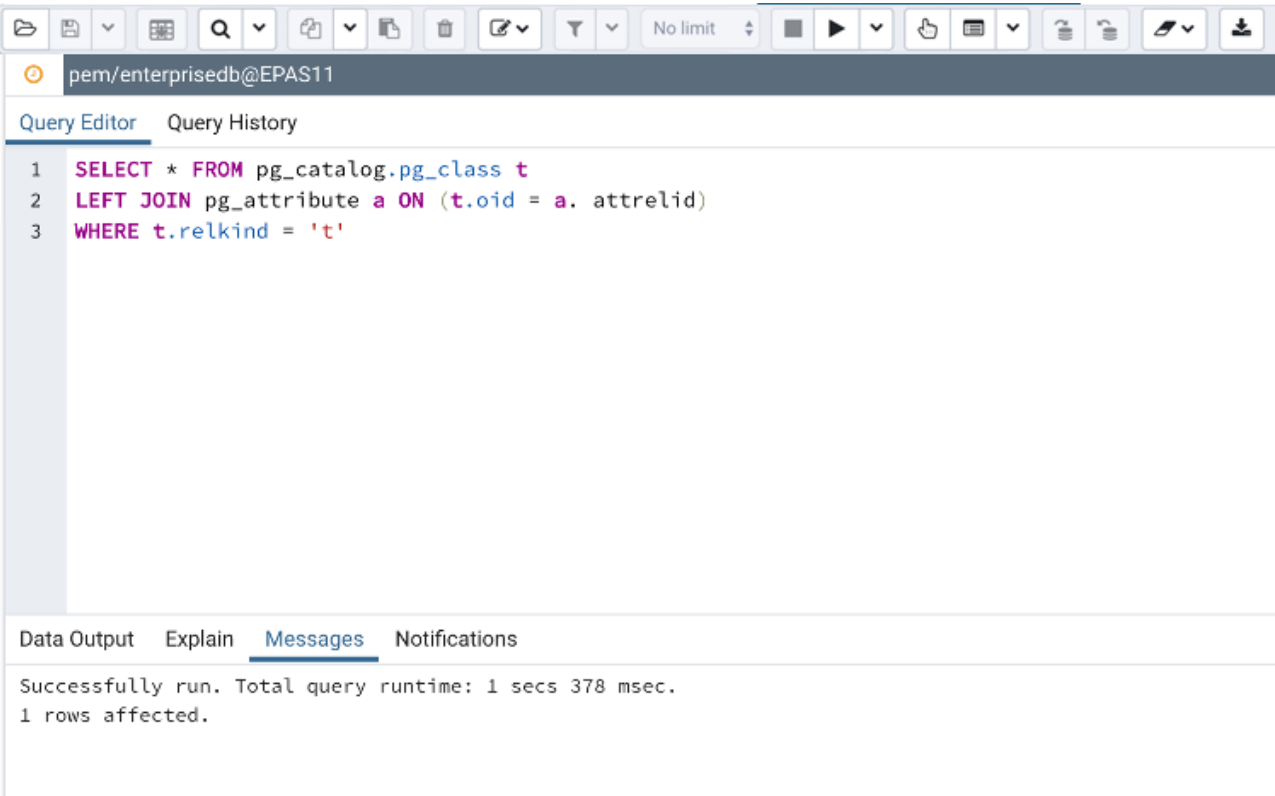 No limit
pem/enterprisedb@EPAS11
Query Editor Query History
1 SELECT * FROM pg_catalog.pg_class t
2 LEFT JOIN pg_attribute a ON (t.oid = a. attrelid)
3 WHERE t.relkind = 't'
Data Output Explain Messages Notifications
Successfully run. Total query runtime: 1 secs 378 msec.
1 rows affected.